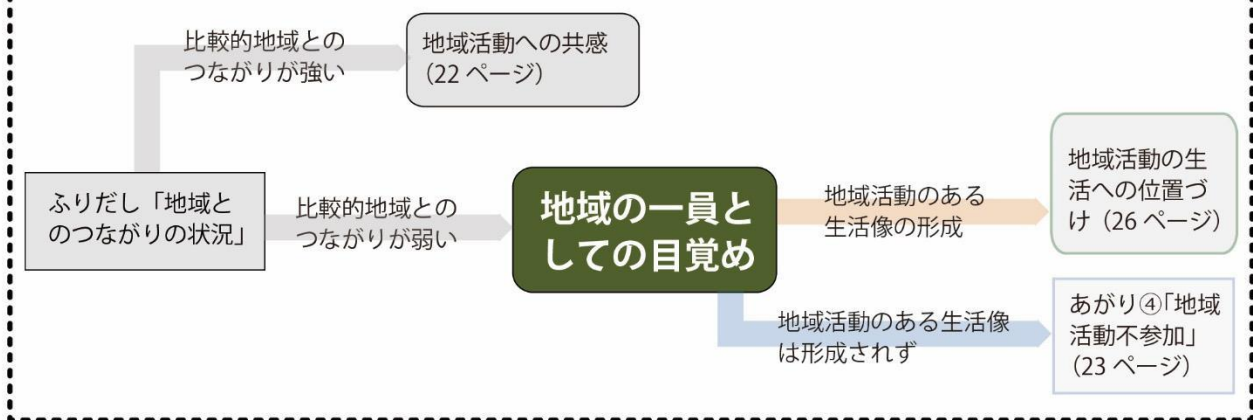 比較的地域との
つながりが強い
地域活動への共感
（22 ページ）
ふりだし「地域と
のつながりの状況」
比較的地域との
つながりが弱い
地域の一員と
しての目覚め
地域活動のある
生活像の形成
地域活動の生
活への位置づ
け（26 ページ）
地域活動のある生活像
は形成されず
あがり④「地域
活動不参加」
（23 ページ）